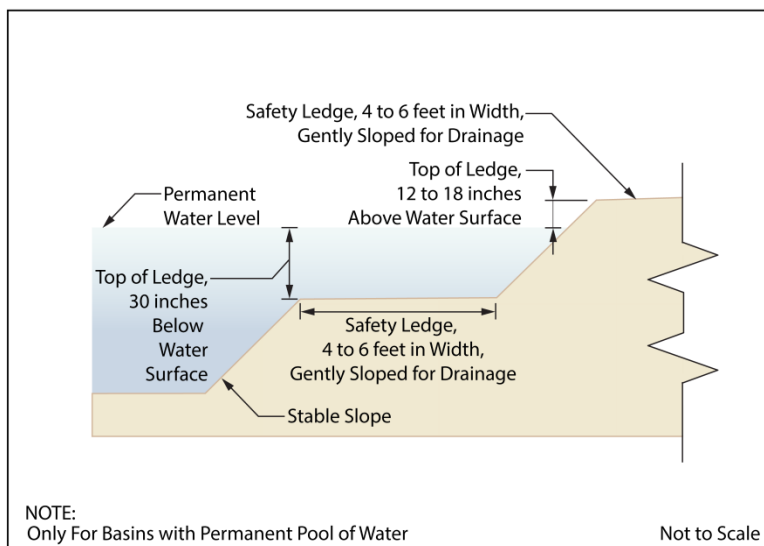 Safety Ledge, 4 to 6 feet in Width,
Gently Sloped for Drainage
Top of Ledge,
12 to 18 inches
Above Water Surface
Permanent
Water Level
Top of Ledge,
30 inches
Below
Water
Surface
Safety Ledge,
4 to 6 feet in Width,
Gently Sloped for Drainage
Stable Slope
NOTE:
Only For Basins with Permanent Pool of Water
Not to Scale